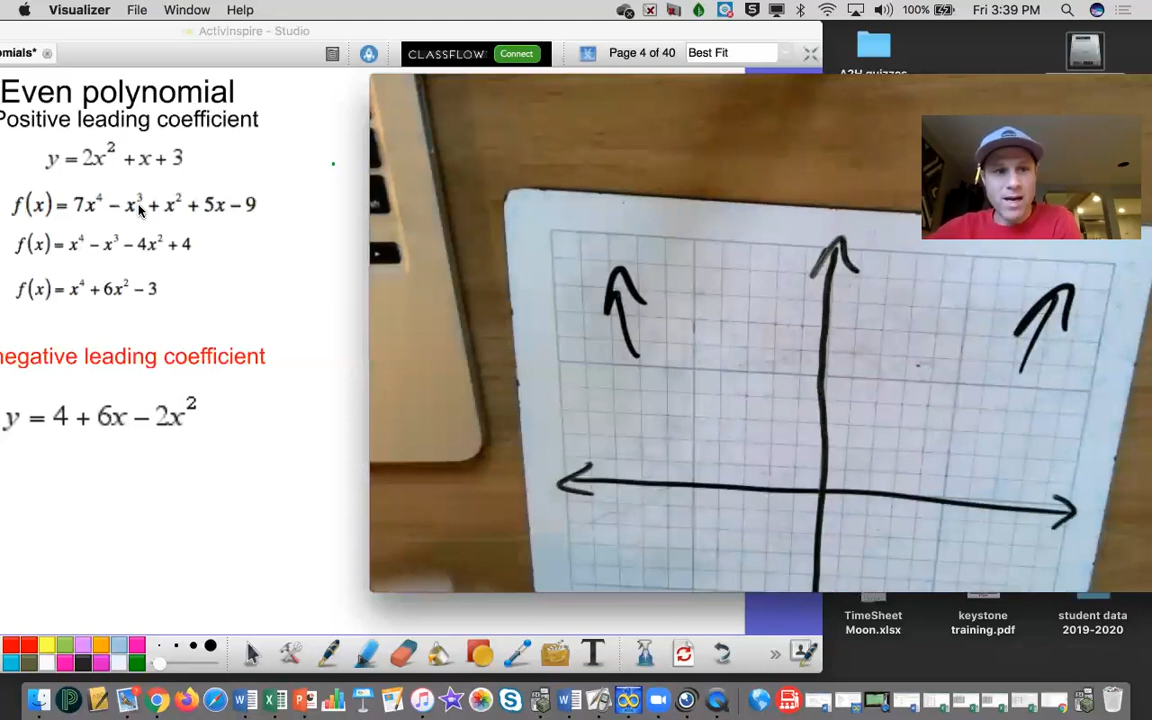 Visualizer File Window Help
100% Fri 3:39 PM
ActivInspire - Studio
omials*
CLASSFLOW Connect
Page 4 of 40 Best Fit
A2H quizzes
Even polynomial
Positive leading coefficient
y = 2x² + x + 3
f(x) = 7x⁴ − x³ + x² + 5x − 9
f(x) = x⁴ − x³ − 4x² + 4
f(x) = x⁴ + 6x² − 3
negative leading coefficient
y = 4 + 6x − 2x²
TimeSheet
Moon.xlsx
keystone
training.pdf
student data
2019-2020
T
»